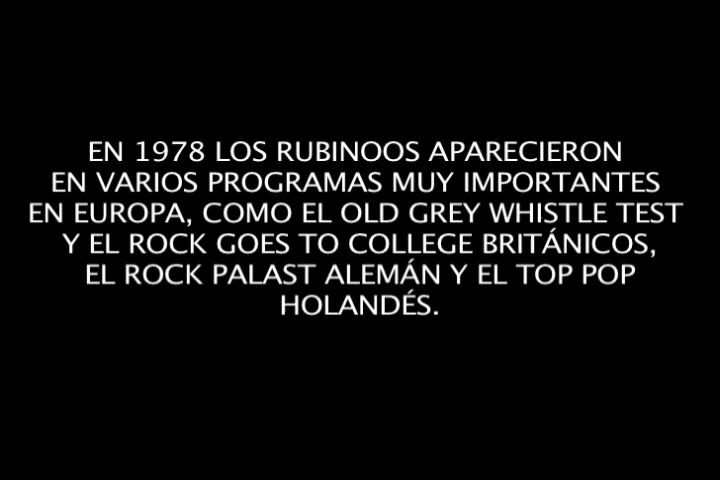 EN 1978 LOS RUBINOOS APARECIERON
EN VARIOS PROGRAMAS MUY IMPORTANTES
EN EUROPA, COMO EL OLD GREY WHISTLE TEST
Y EL ROCK GOES TO COLLEGE BRITÁNICOS,
EL ROCK PALAST ALEMÁN Y EL TOP POP
HOLANDÉS.